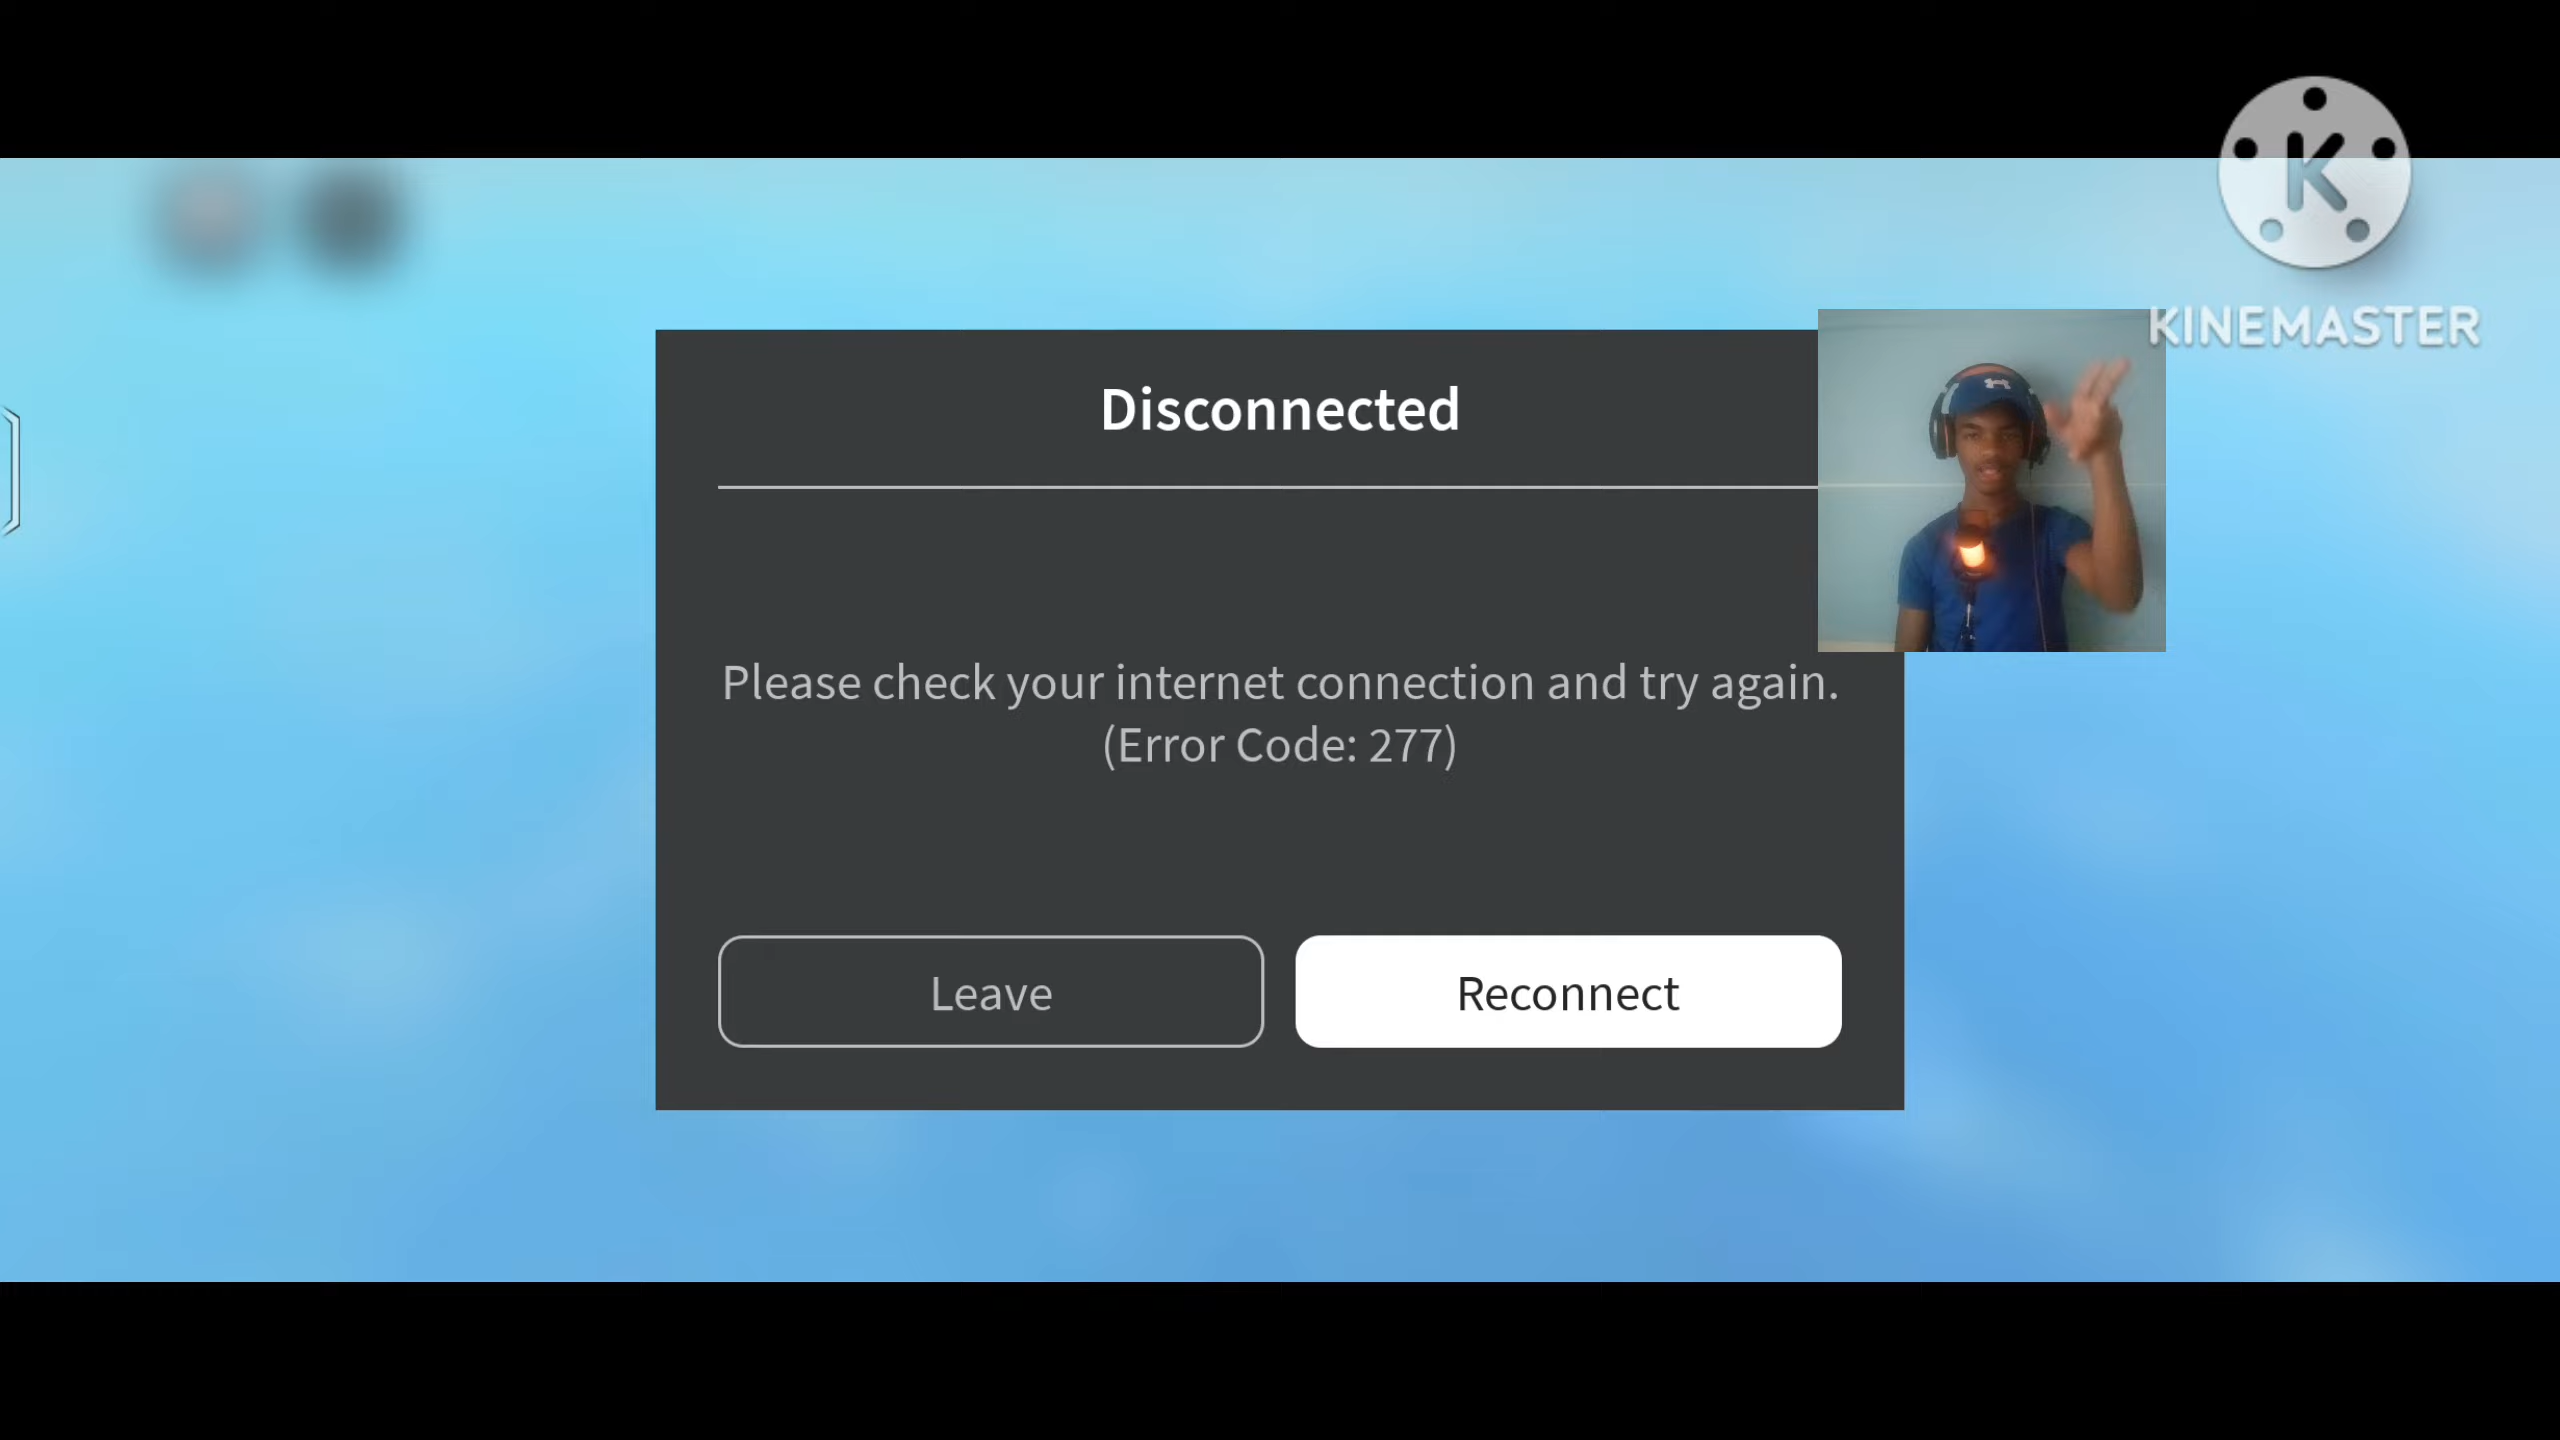 K
KINEMASTER
Disconnected
Please check your internet connection and try again.
(Error Code: 277)
Leave
Reconnect